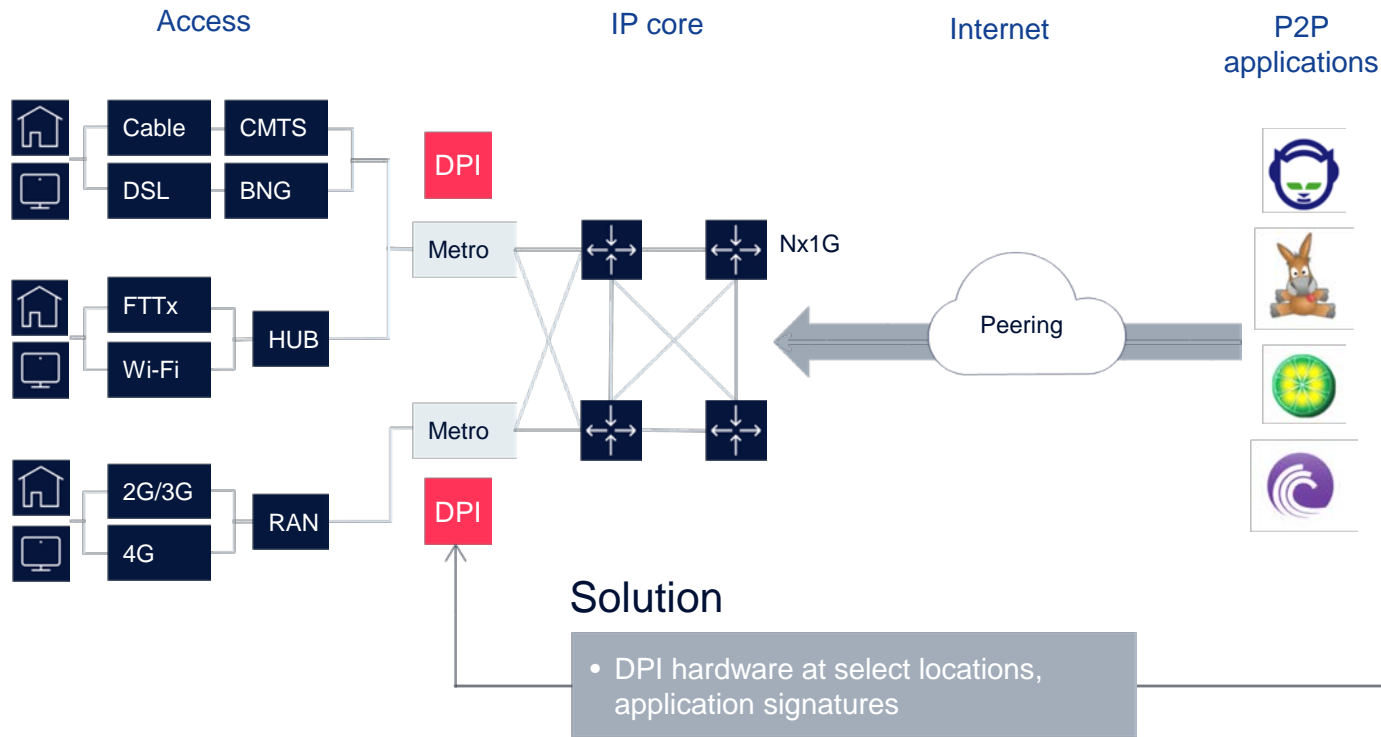 Access
IP core
Internet
P2P
applications
Cable
CMTS
DSL
BNG
DPI
Metro
Nx1G
FTTx
HUB
Wi-Fi
Peering
Metro
2G/3G
RAN
4G
DPI
Solution
• DPI hardware at select locations,
application signatures